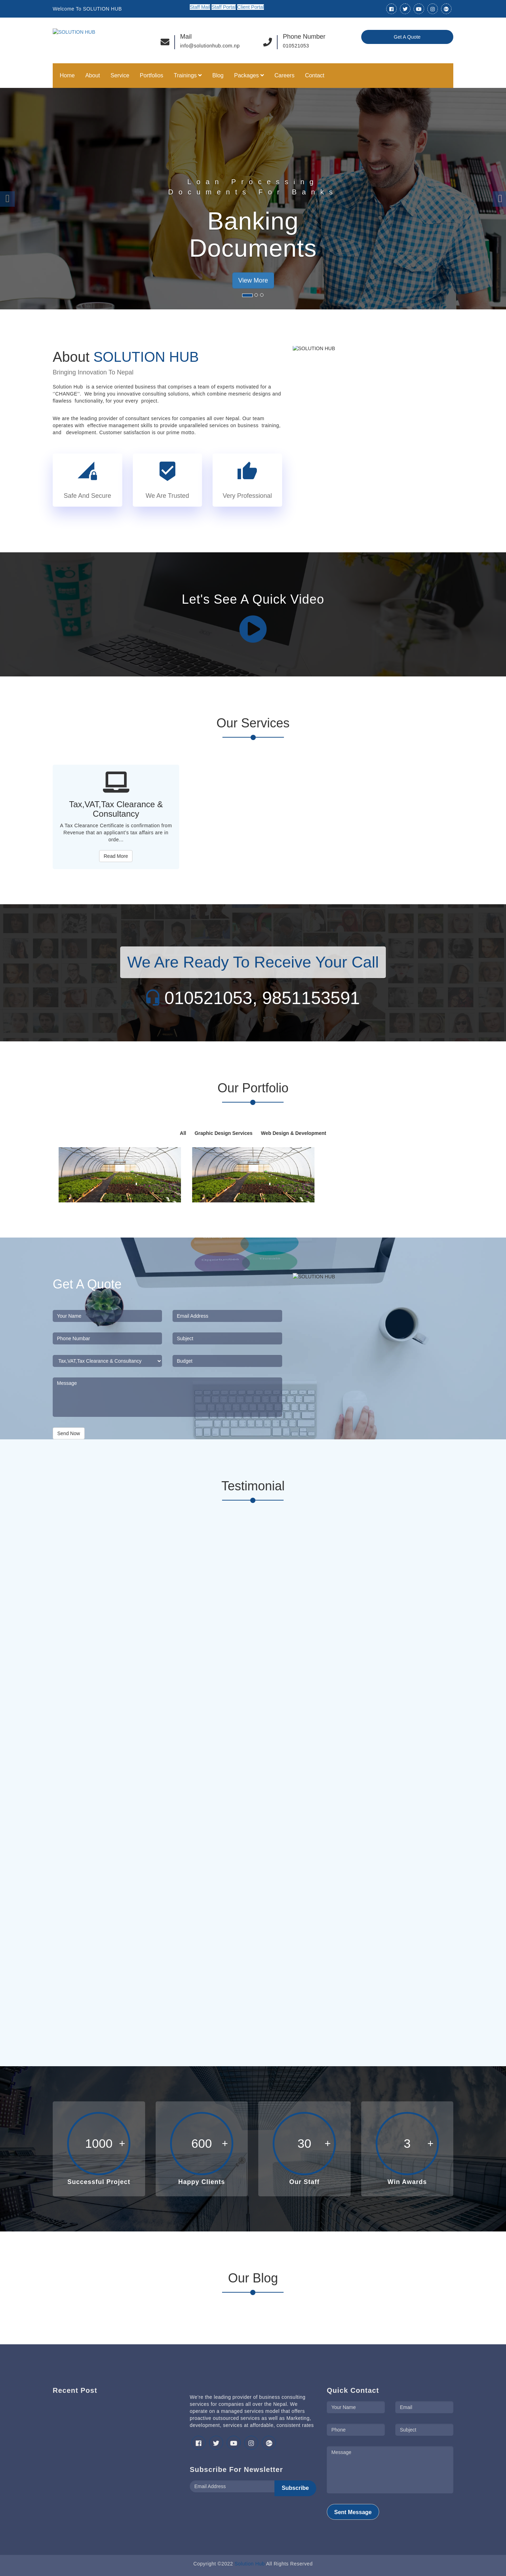 Welcome To SOLUTION HUB
Staff Mail Staff Portal Client Portal
SOLUTION HUB
Mail
info@solutionhub.com.np
Phone Number
010521053
Get A Quote
Home About Service Portfolios Trainings Blog Packages Careers Contact
Loan Processing
Documents For Banks
Banking
Documents
View More
About SOLUTION HUB
Bringing Innovation To Nepal
SOLUTION HUB
Solution Hub is a service oriented business that comprises a team of experts motivated for a
"CHANGE": We bring you innovative consulting solutions, which combine mesmeric designs and
flawless functionality, for your every project.
We are the leading provider of consultant services for companies all over Nepal. Our team
operates with effective management skills to provide unparalleled services on business training,
and development. Customer satisfaction is our prime motto.
Safe And Secure
We Are Trusted
Very Professional
Let's See A Quick Video
Our Services
Tax,VAT,Tax Clearance &
Consultancy
A Tax Clearance Certificate is confirmation from
Revenue that an applicant's tax affairs are in
orde...
Read More
We Are Ready To Receive Your Call
010521053, 9851153591
Our Portfolio
All Graphic Design Services Web Design & Development
Get A Quote
SOLUTION HUB
Your Name
Email Address
Phone Numbar
Subject
Tax,VAT,Tax Clearance & Consultancy
Budget
Message
Send Now
Testimonial
1000 +
Successful Project
600 +
Happy Clients
30 +
Our Staff
3 +
Win Awards
Our Blog
Recent Post
We're the leading provider of business consulting
services for companies all over the Nepal. We
operate on a managed services model that offers
proactive outsourced services as well as Marketing,
development, services at affordable, consistent rates
Subscribe For Newsletter
Email Address
Subscribe
Quick Contact
Your Name
Email
Phone
Subject
Message
Sent Message
Copyright ©2022 All Rights Reserved